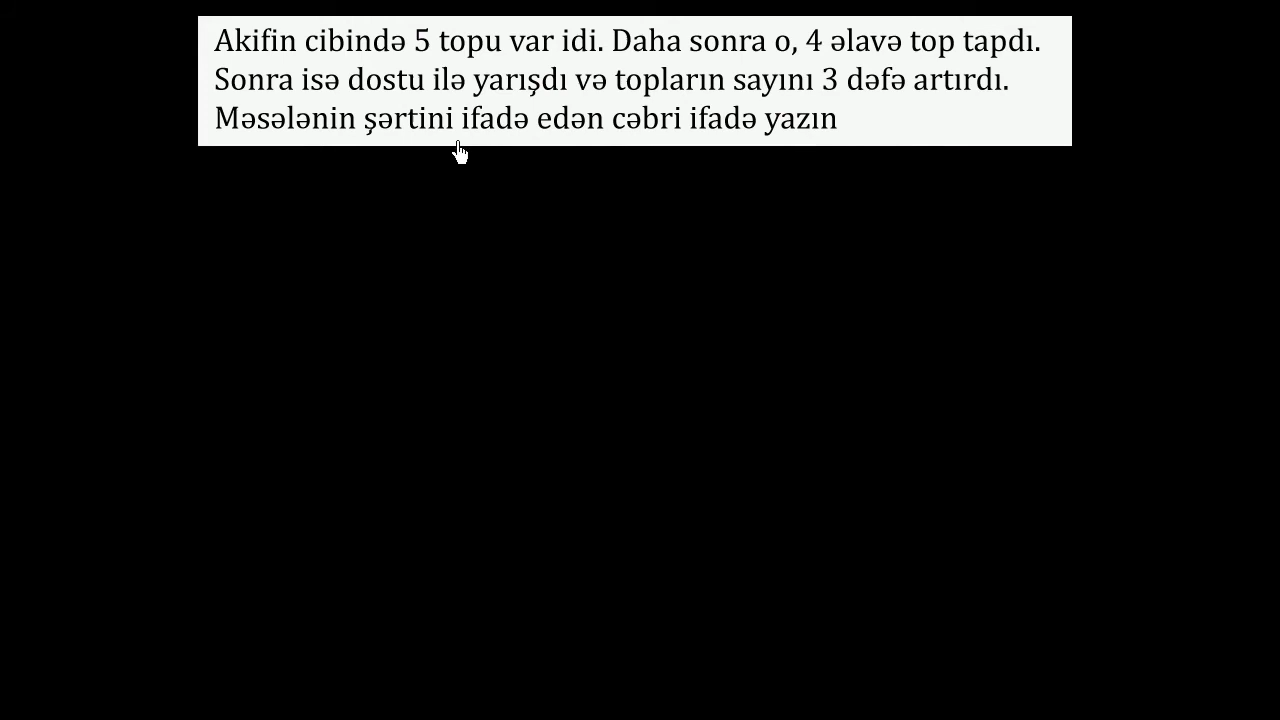 Akifin cibində 5 topu var idi. Daha sonra o, 4 əlavə top tapdı.
Sonra isə dostu ilə yarışdı və topların sayını 3 dəfə artırdı.
Məsələnin şərtini ifadə edən cəbri ifadə yazın